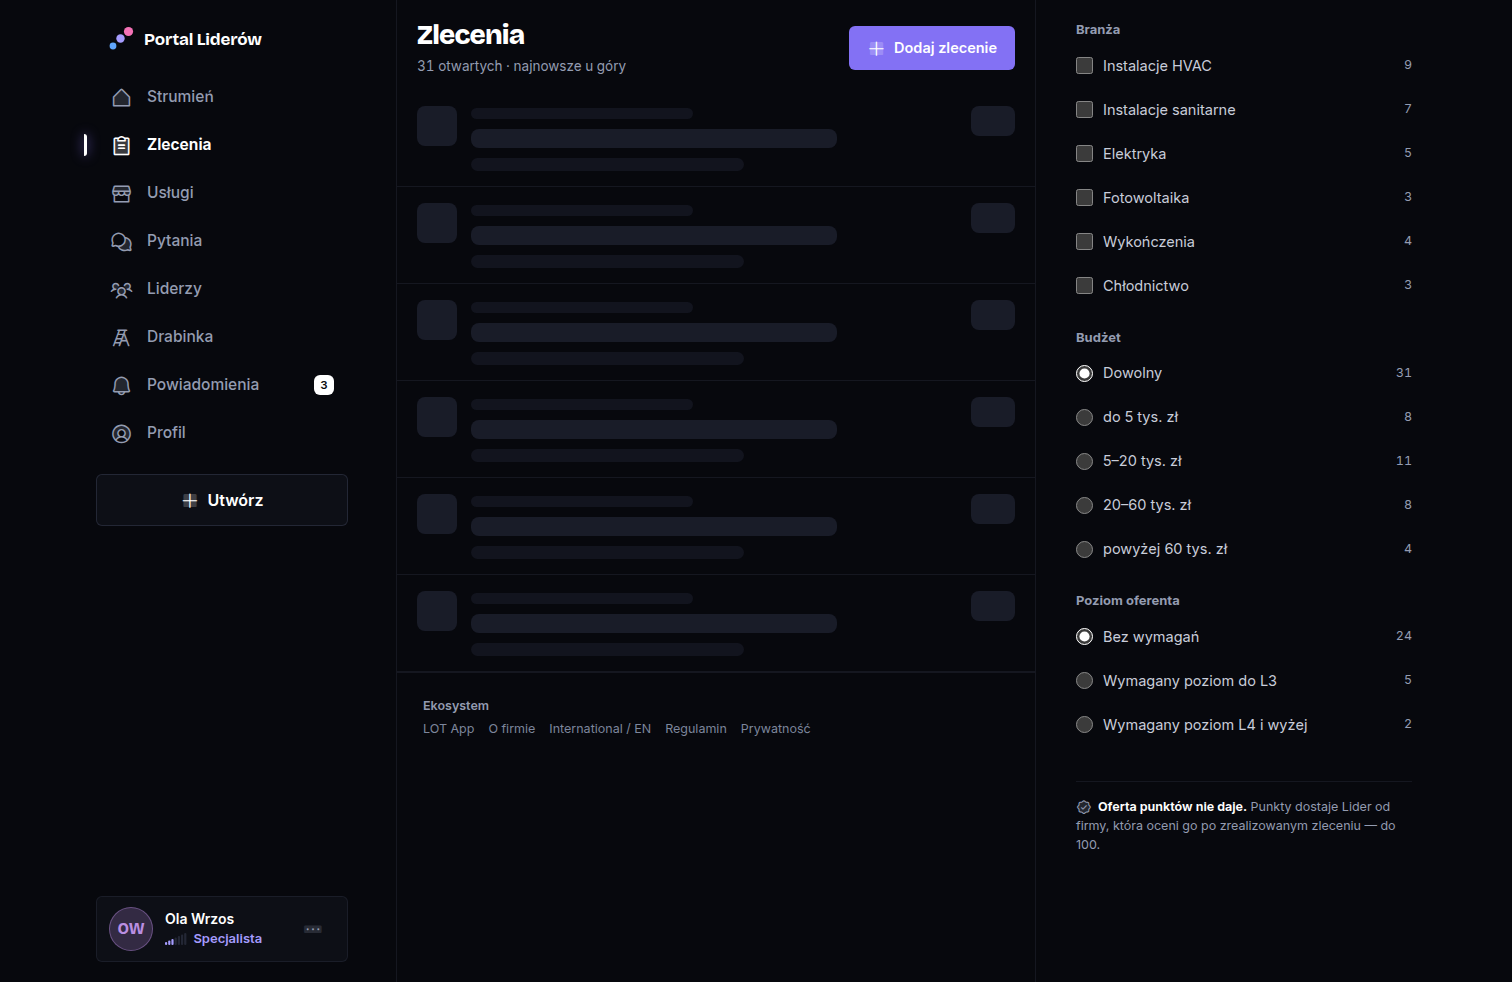 Portal Liderów
Strumień
Zlecenia
Usługi
Pytania
Liderzy
Drabinka
Powiadomienia 3
Profil
Utwórz
OW
Ola Wrzos
Specjalista
Zlecenia
31 otwartych · najnowsze u góry
Dodaj zlecenie
Ekosystem
LOT App O firmie International / EN Regulamin Prywatność
Branża
Instalacje HVAC 9
Instalacje sanitarne 7
Elektryka 5
Fotowoltaika 3
Wykończenia 4
Chłodnictwo 3
Budżet
Dowolny 31
do 5 tys. zł 8
5–20 tys. zł 11
20–60 tys. zł 8
powyżej 60 tys. zł 4
Poziom oferenta
Bez wymagań 24
Wymagany poziom do L3 5
Wymagany poziom L4 i wyżej 2
Oferta punktów nie daje. Punkty dostaje Lider od
firmy, która oceni go po zrealizowanym zleceniu — do
100.